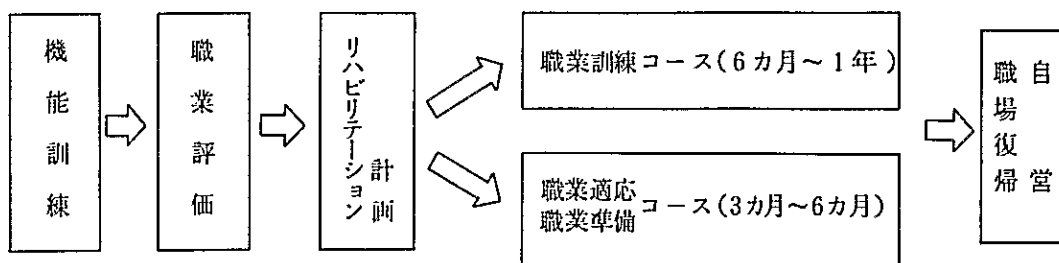 機能訓練
職業評価
リハビリテーション
計画
職業訓練コース(6カ月～1年)
職業適応
職業準備
コース(3カ月～6カ月)
自営
職場復帰